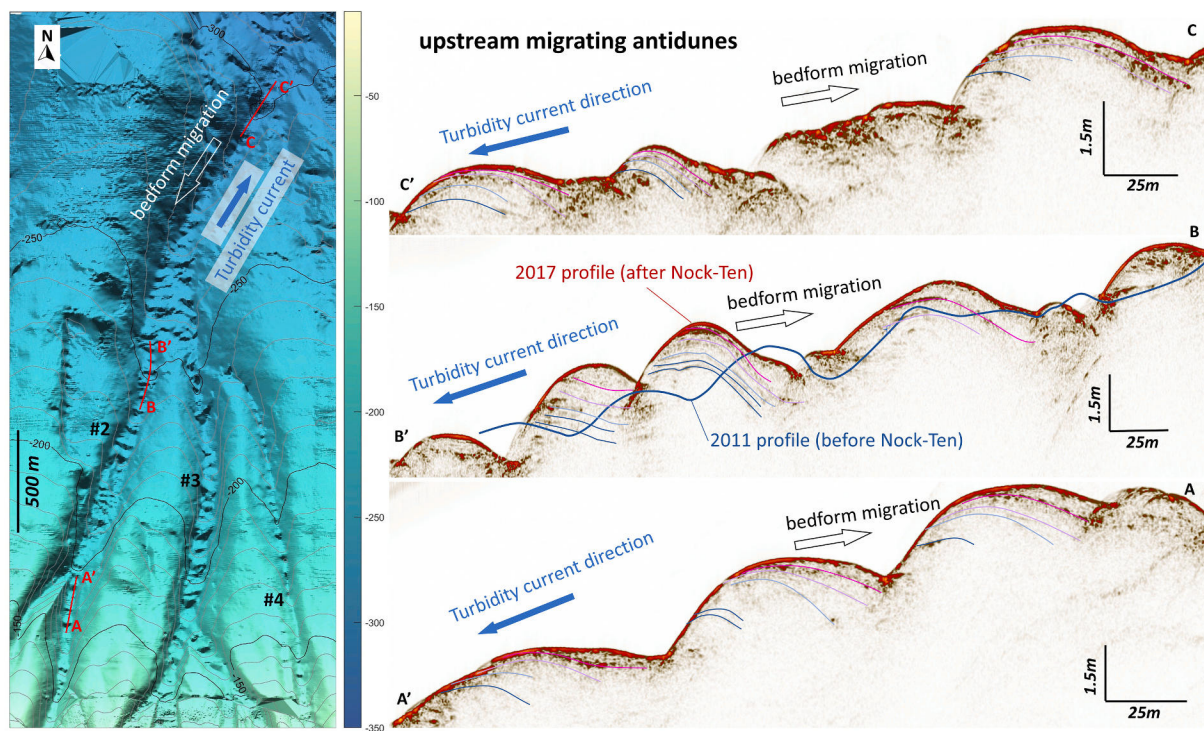 N
-300
C'
C
bedform migration
Turbidity current
-250
-250
B'
B
#2
-200
#3
-200
500 m
A'
A
#4
-150
-150
-50
-100
-150
-200
-250
-300
-350
upstream migrating antidunes
C
bedform migration
Turbidity current direction
C'
1.5m
25m
B
2017 profile (after Nock-Ten)
bedform migration
Turbidity current direction
B'
2011 profile (before Nock-Ten)
1.5m
25m
A
bedform migration
Turbidity current direction
A'
1.5m
25m